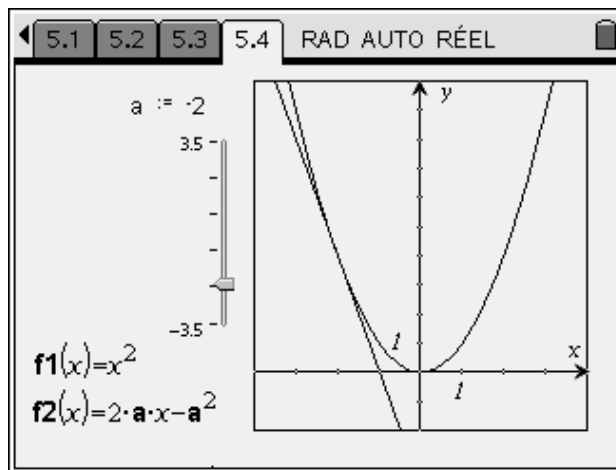 5.1 5.2 5.3 5.4 RAD AUTO RÉEL
a := -2
3.5
-3.5
f1(x)=x²
f2(x)=2·a·x-a²
y
1
x
1